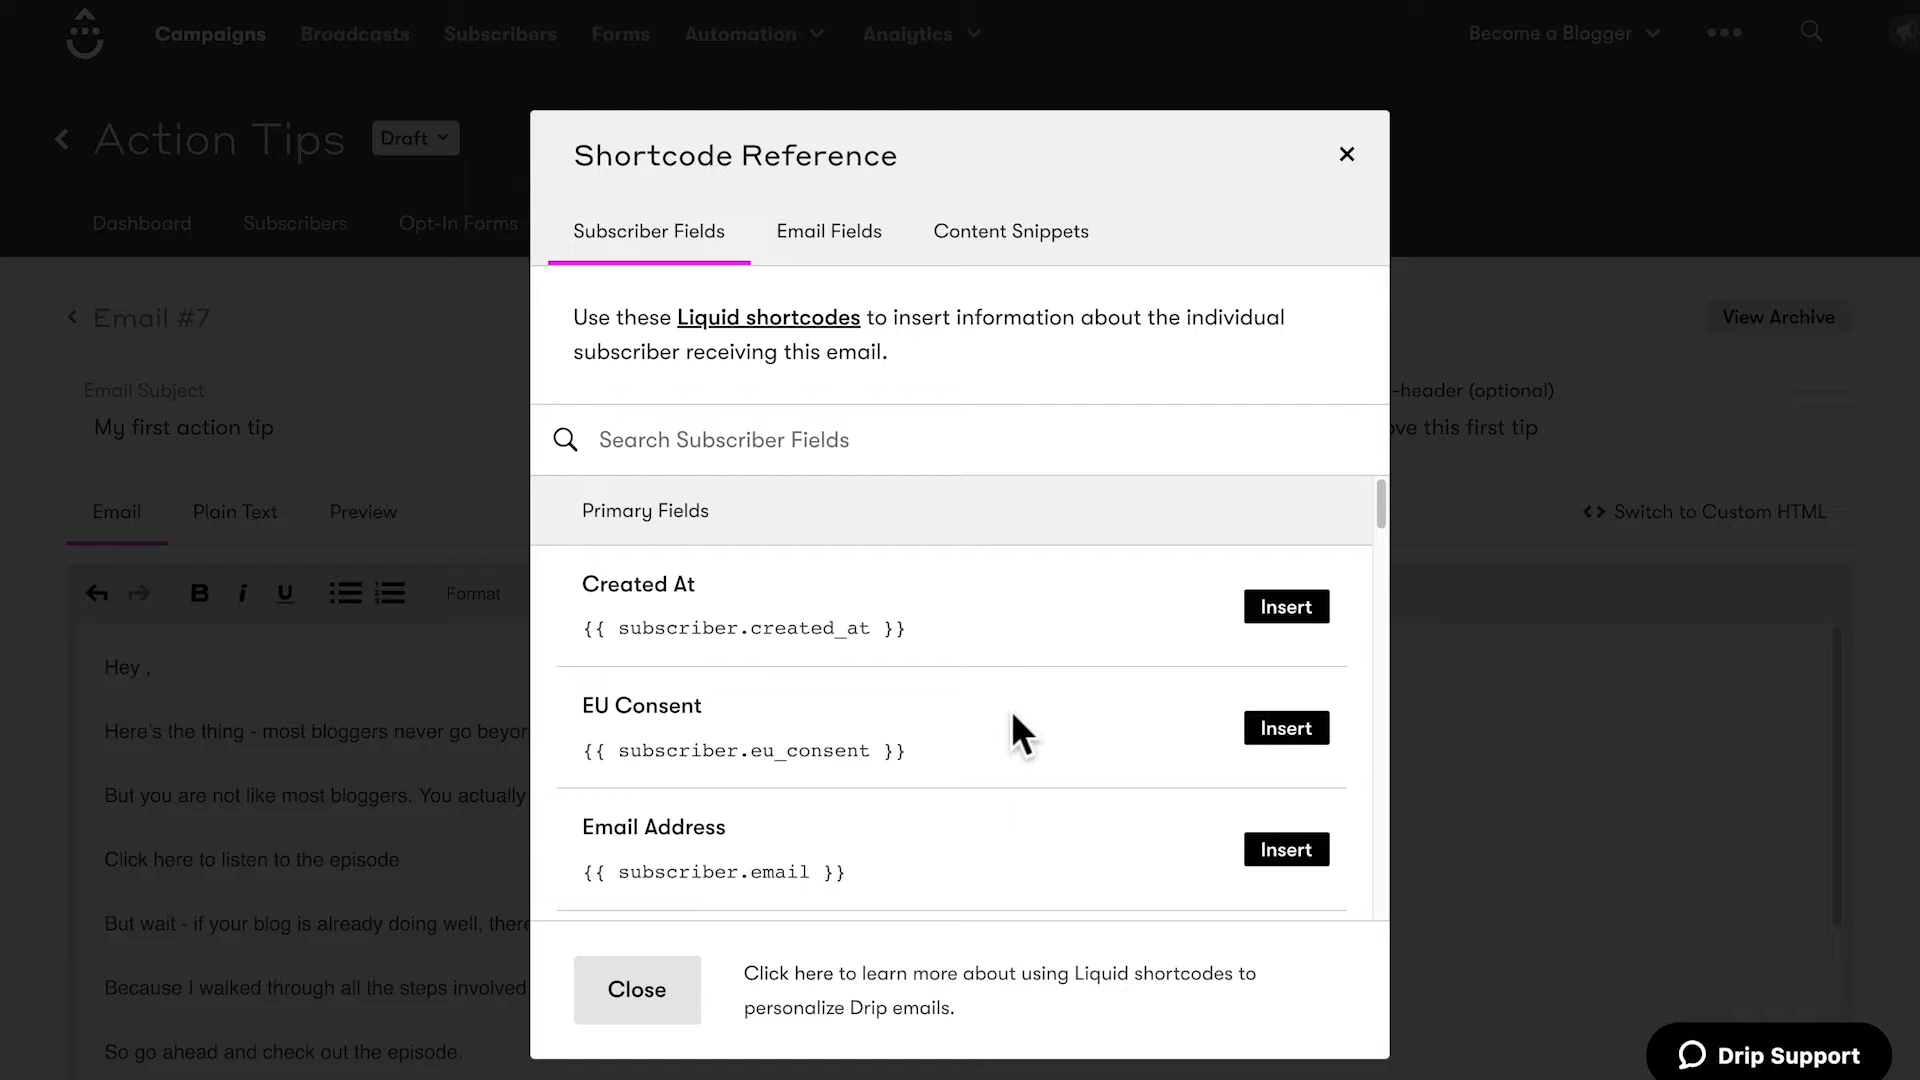 Campaigns Broadcasts Subscribers Forms Automation Analytics Become a Blogger
Action Tips Draft
Shortcode Reference
Dashboard Subscribers Opt-In Forms
Subscriber Fields Email Fields Content Snippets
Use these Liquid shortcodes to insert information about the individual
subscriber receiving this email.
Email #7
View Archive
Email Subject
-header (optional)
My first action tip
ove this first tip
Search Subscriber Fields
Email Plain Text Preview
Primary Fields
Switch to Custom HTML
B i U Format
Created At
{{ subscriber.created_at }}
Insert
EU Consent
{{ subscriber.eu_consent }}
Insert
Email Address
{{ subscriber.email }}
Insert
Hey ,
Here's the thing - most bloggers never go beyon
But you are not like most bloggers. You actually
Click here to listen to the episode
But wait - if your blog is already doing well, there
Because I walked through all the steps involved
So go ahead and check out the episode.
Close
Click here to learn more about using Liquid shortcodes to
personalize Drip emails.
Drip Support